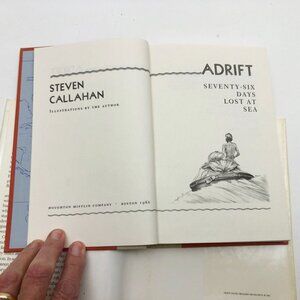 STEVEN
CALLAHAN
ILLUSTRATIONS BY THE AUTHOR
HOUGHTON MIFFLIN COMPANY · BOSTON 1986
ADRIFT
SEVENTY-SIX
DAYS
LOST AT
SEA